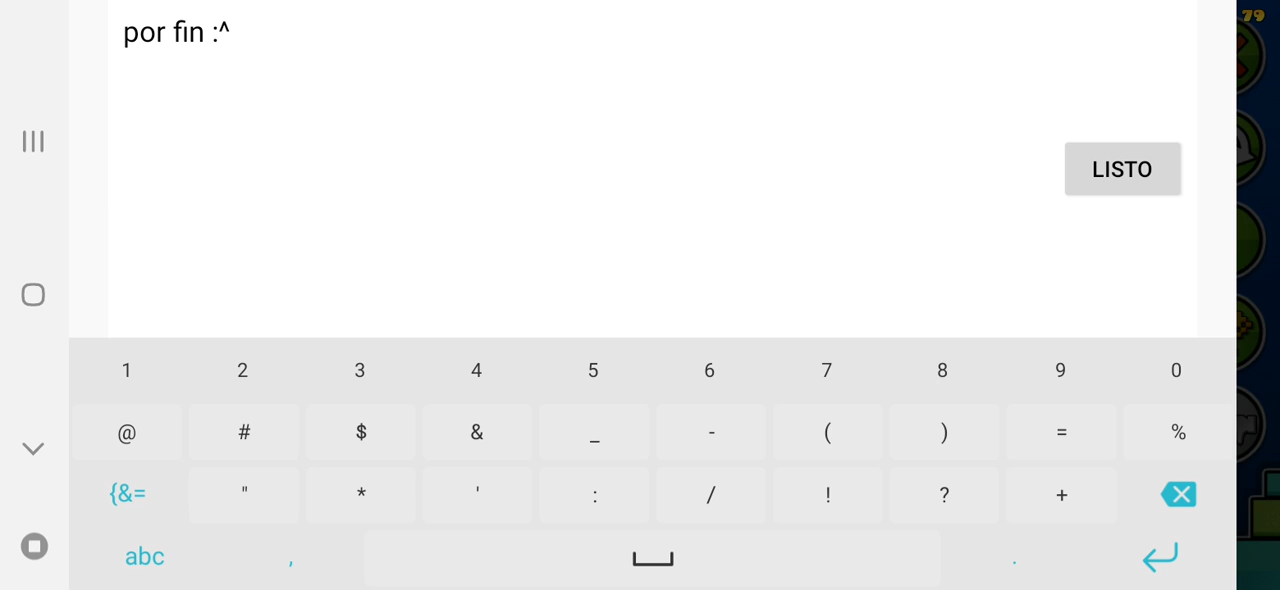 79
por fin :^
LISTO
1 2 3 4 5 6 7 8 9 0
@ # $ & _ - ( ) = %
{&= " * ' : / ! ? +
abc , .